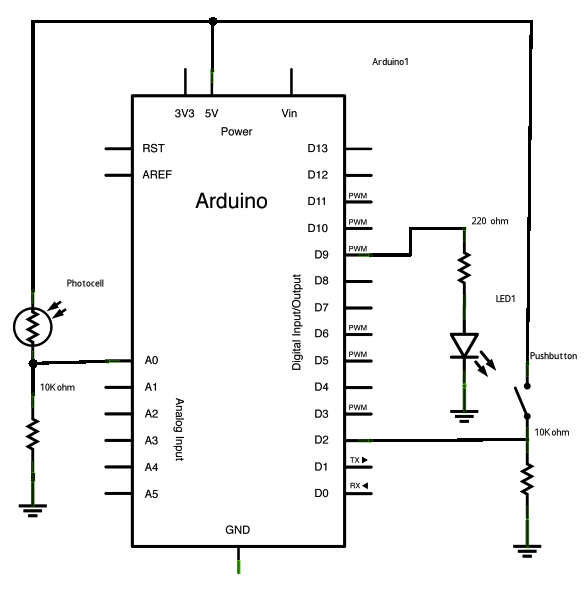 Arduino1
3V3 5V Vin
Power
RST D13
AREF D12
Arduino
D11 PWM
D10 PWM
220 ohm
D9 PWM
D8
Photocell
Digital Input/Output
D7
LED1
D6 PWM
A0 D5 PWM
Pushbutton
10K ohm
A1 D4
Analog Input
A2 D3 PWM
10K ohm
A3 D2
A4 D1 TX
A5 D0 RX
GND